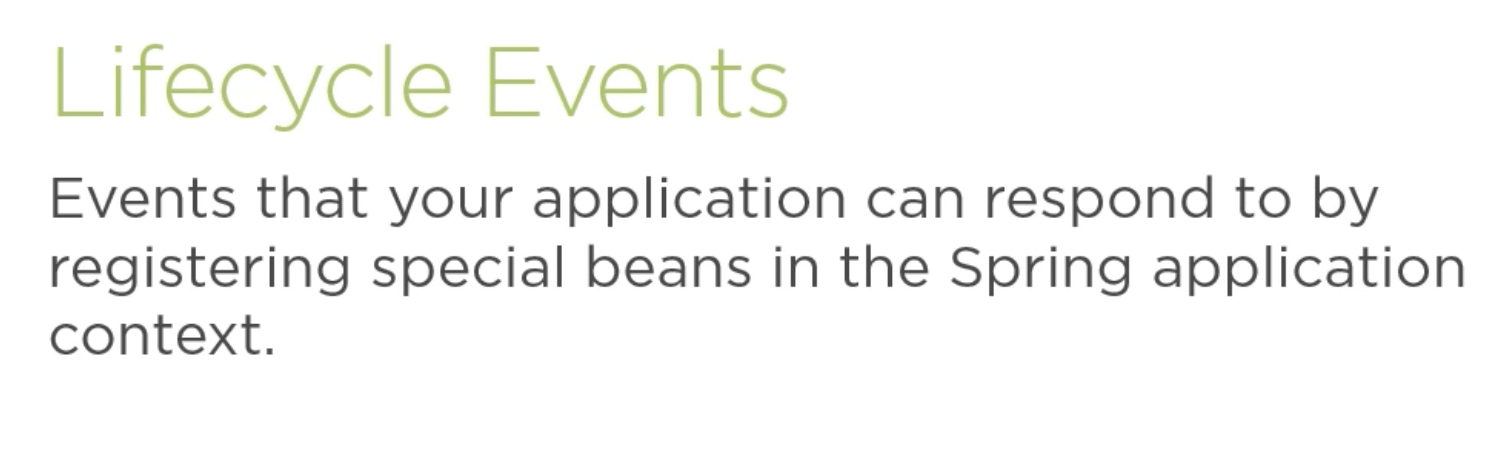 Lifecycle Events
Events that your application can respond to by
registering special beans in the Spring application
context.